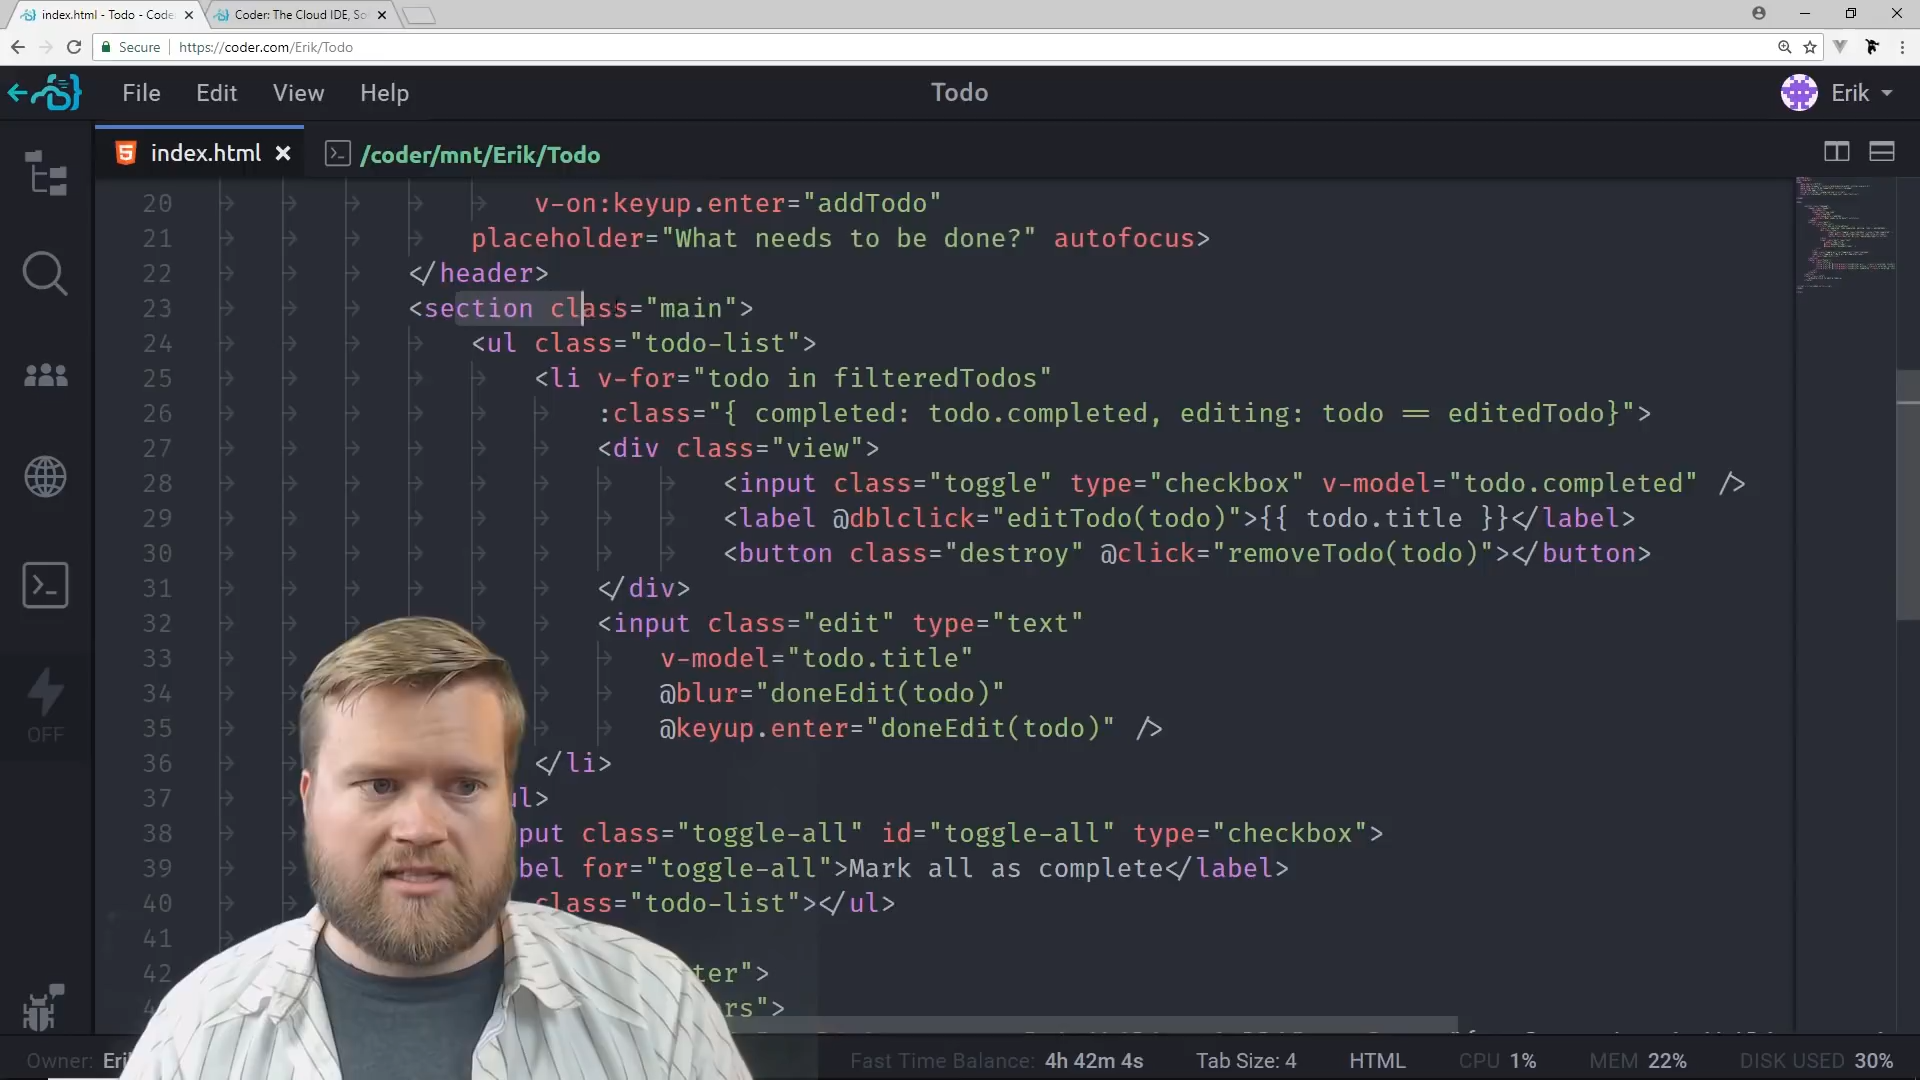 index.html - Todo - Code
Coder: The Cloud IDE, So
Secure
https://coder.com/Erik/Todo
File Edit View Help
Todo
Erik
index.html
/coder/mnt/Erik/Todo
20 v-on:keyup.enter="addTodo"
21 placeholder="What needs to be done?" autofocus>
22 </header>
23 <section class="main">
24 <ul class="todo-list">
25 <li v-for="todo in filteredTodos"
26 :class="{ completed: todo.completed, editing: todo == editedTodo}">
27 <div class="view">
28 <input class="toggle" type="checkbox" v-model="todo.completed" />
29 <label @dblclick="editTodo(todo)">{{ todo.title }}</label>
30 <button class="destroy" @click="removeTodo(todo)"></button>
31 </div>
32 <input class="edit" type="text"
33 v-model="todo.title"
34 @blur="doneEdit(todo)"
35 @keyup.enter="doneEdit(todo)" />
36 </li>
37 ul>
38 put class="toggle-all" id="toggle-all" type="checkbox">
39 bel for="toggle-all">Mark all as complete</label>
40 class="todo-list"></ul>
41
42 ter">
rs">
OFF
Owner: Eri
Fast Time Balance: 4h 42m 4s
Tab Size: 4
HTML
CPU 1%
MEM 22%
DISK USED 30%